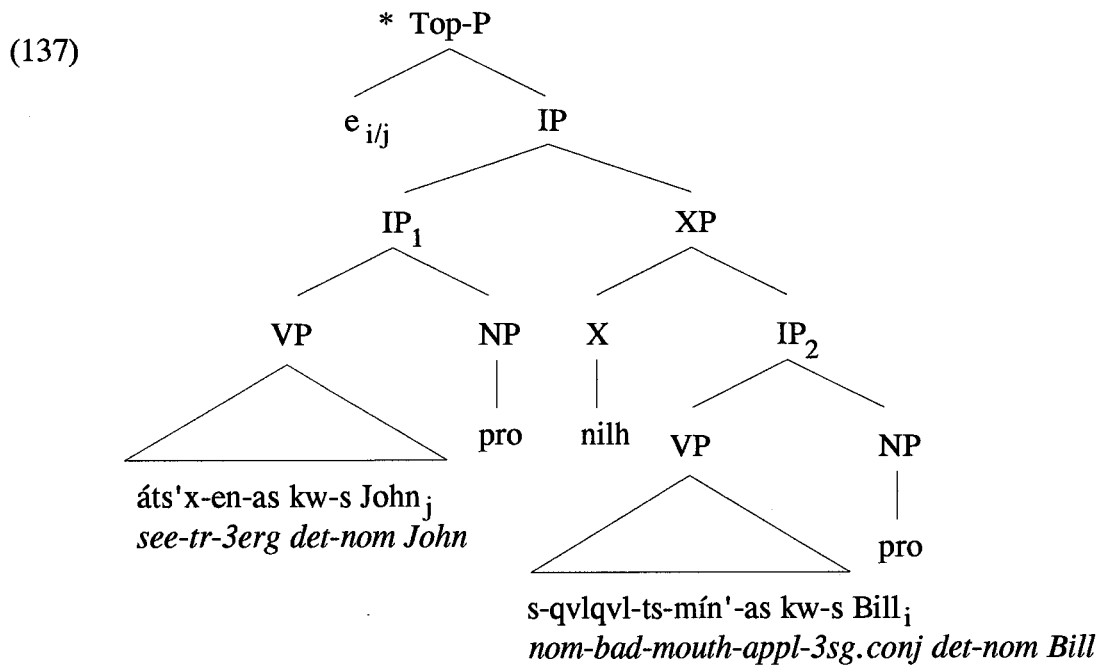 * Top-P
(137)
e i/j IP
IP₁ XP
VP NP X IP₂
pro nilh VP NP
áts'x-en-as kw-s Johnⱼ
see-tr-3erg det-nom John
pro
s-qvlqvl-ts-mín'-as kw-s Billᵢ
nom-bad-mouth-appl-3sg.conj det-nom Bill